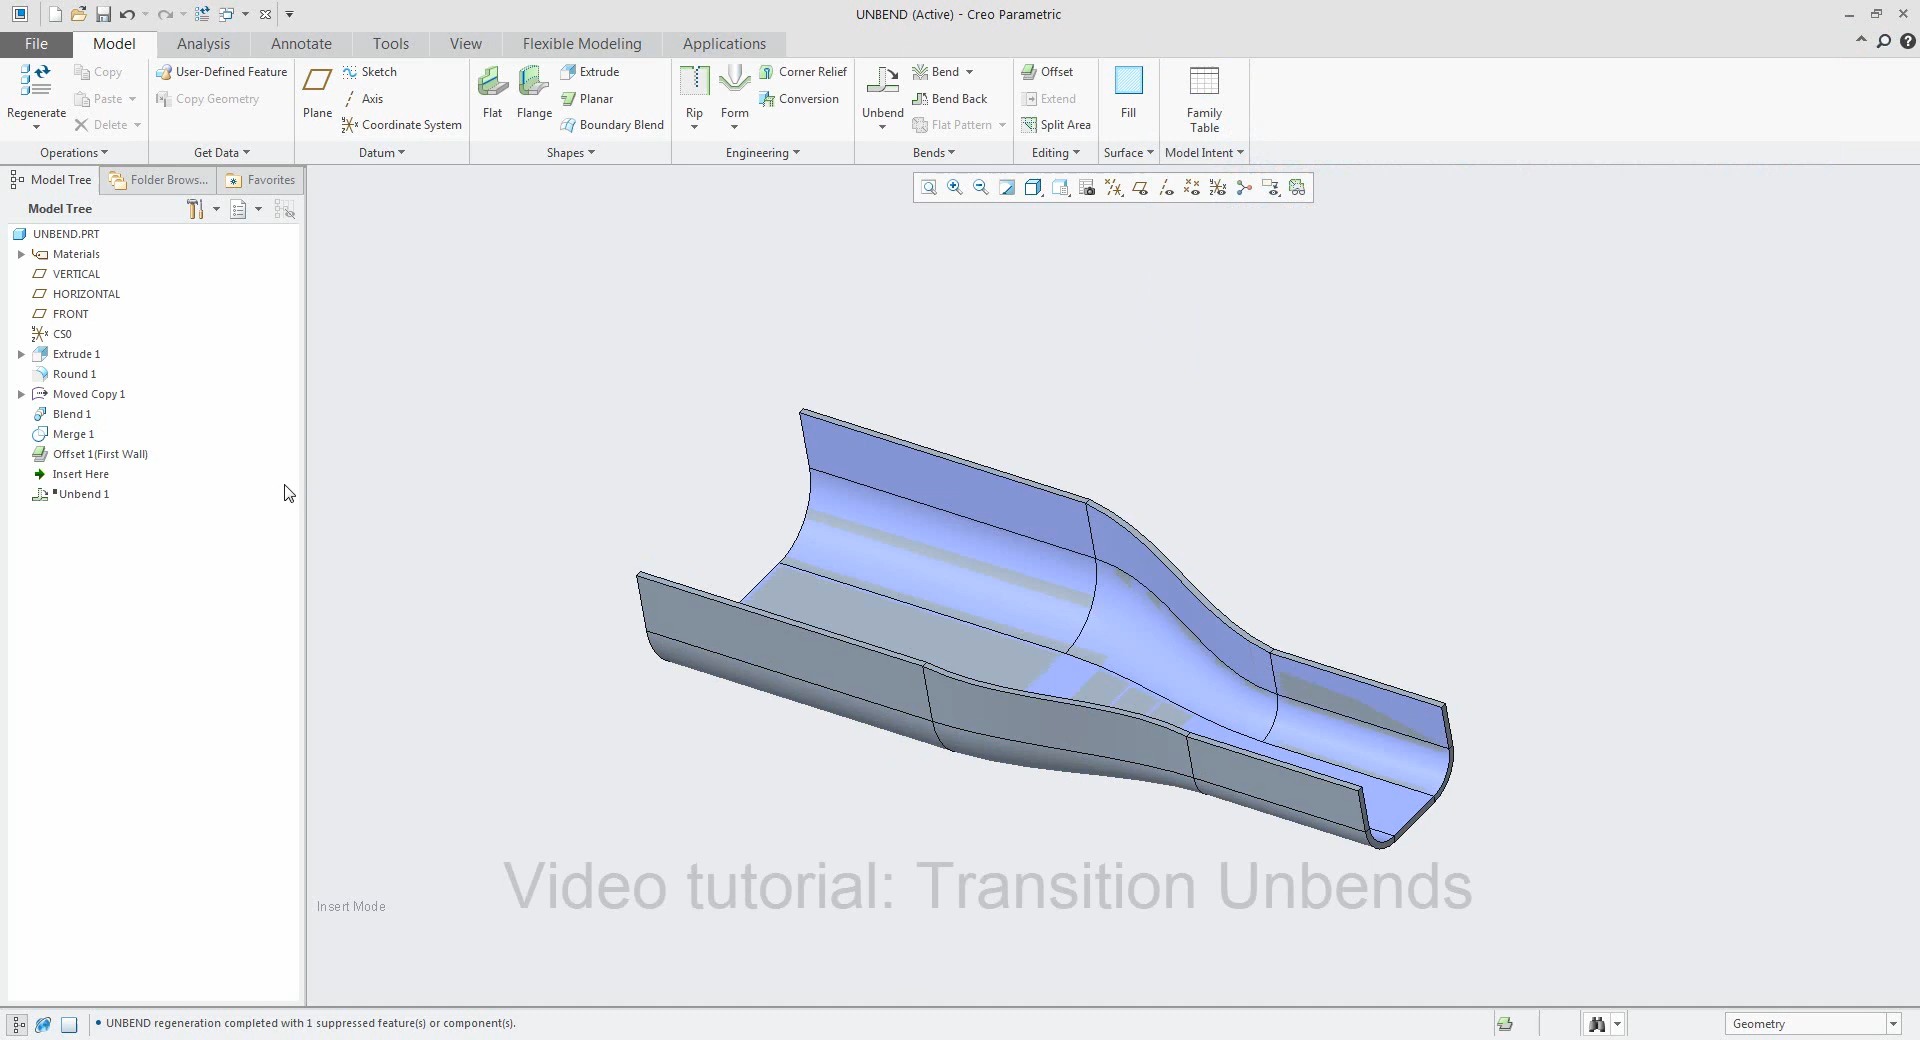 UNBEND (Active) - Creo Parametric
File Model Analysis Annotate Tools View Flexible Modeling Applications
Regenerate
Copy
Paste
Delete
Operations
User-Defined Feature
Copy Geometry
Get Data
Plane
Sketch
Axis
Coordinate System
Datum
Flat
Flange
Extrude
Planar
Boundary Blend
Shapes
Rip
Form
Corner Relief
Conversion
Engineering
Unbend
Bend
Bend Back
Flat Pattern
Bends
Offset
Extend
Split Area
Editing
Fill
Surface
Family
Table
Model Intent
Model Tree Folder Brows... Favorites
Model Tree
UNBEND.PRT
Materials
VERTICAL
HORIZONTAL
FRONT
CS0
Extrude 1
Round 1
Moved Copy 1
Blend 1
Merge 1
Offset 1(First Wall)
Insert Here
Unbend 1
Video tutorial: Transition Unbends
Insert Mode
UNBEND regeneration completed with 1 suppressed feature(s) or component(s).
Geometry